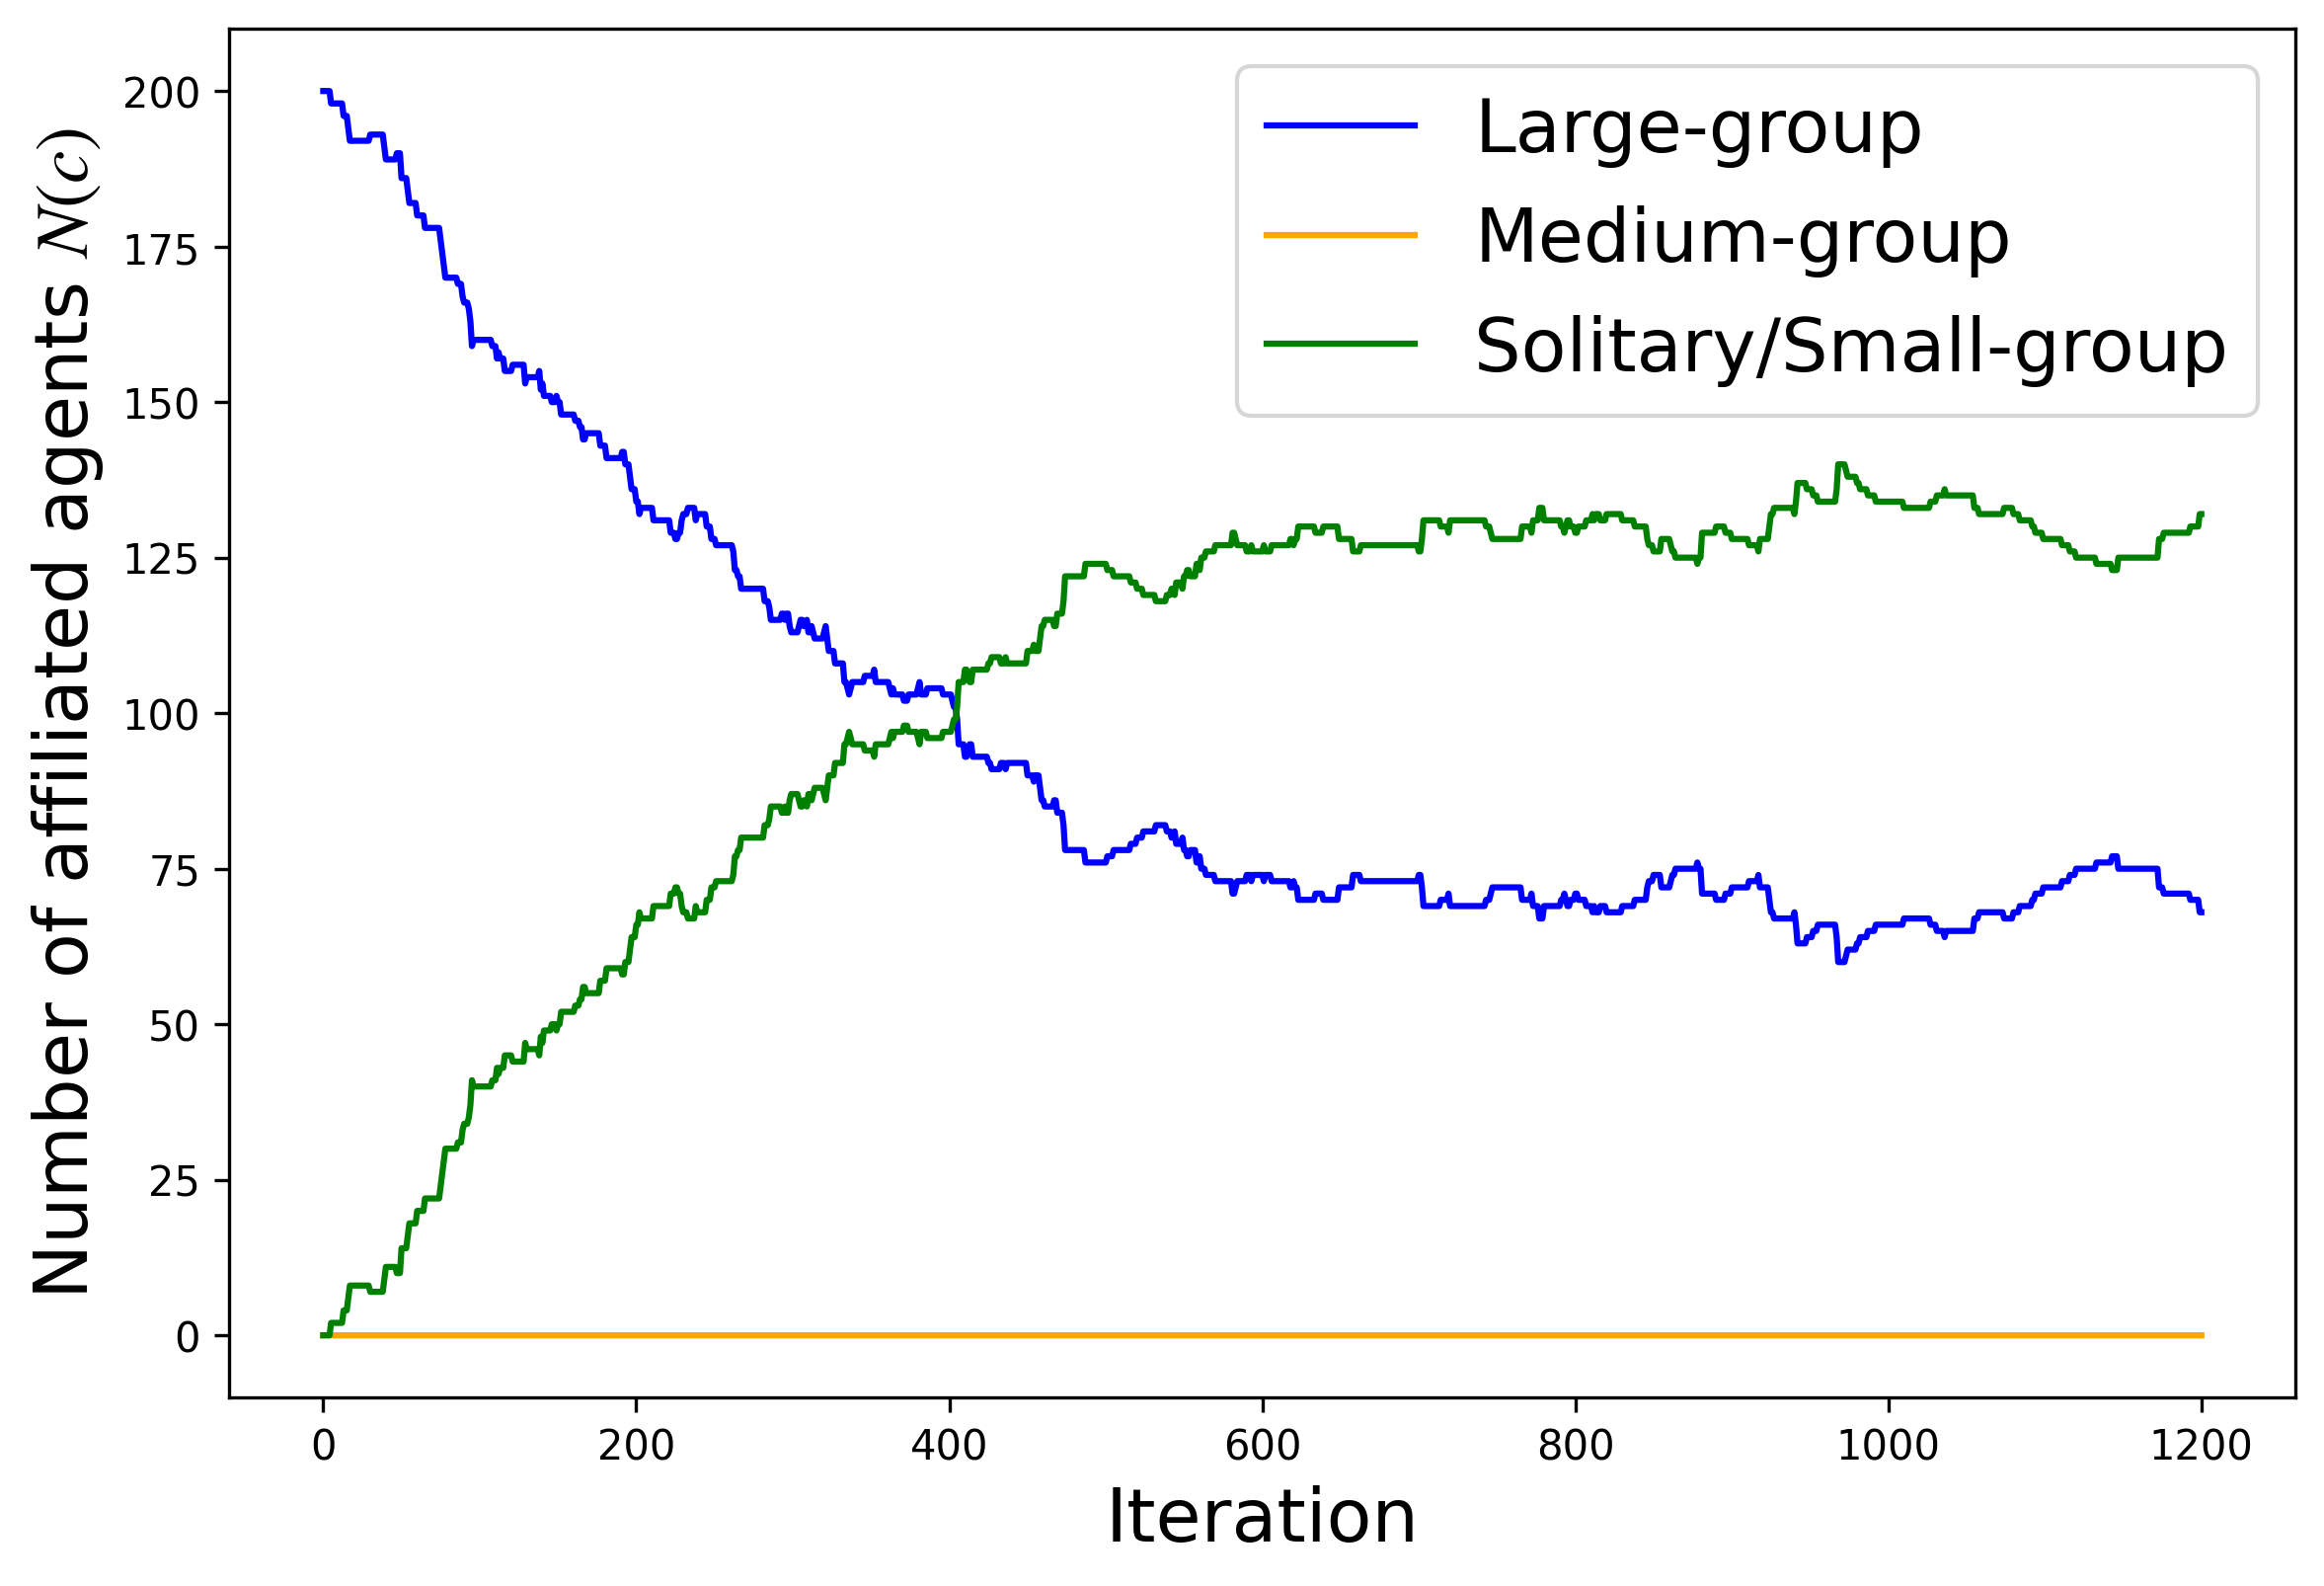 Number of affiliated agents N(c)
200
175
150
125
100
75
50
25
0
0 200 400 600 800 1000 1200
Iteration
Large-group
Medium-group
Solitary/Small-group